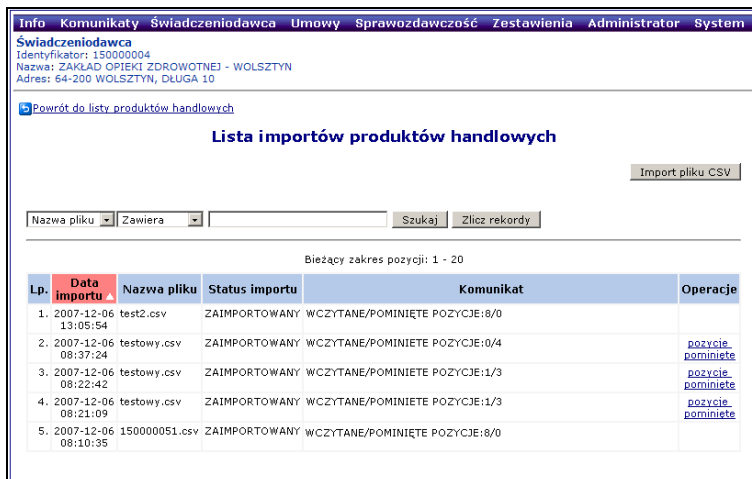 Info Komunikaty Świadczeniodawca Umowy Sprawozdawczość Zestawienia Administrator System
Świadczeniodawca
Identyfikator: 150000004
Nazwa: ZAKŁAD OPIEKI ZDROWOTNEJ - WOLSZTYN
Adres: 64-200 WOLSZTYN, DŁUGA 10
Powrót do listy produktów handlowych
Lista importów produktów handlowych
Import pliku CSV
Nazwa pliku Zawiera Szukaj Zlicz rekordy
Bieżący zakres pozycji: 1 - 20
Lp. Data importu Nazwa pliku Status importu Komunikat Operacje
1. 2007-12-06 test2.csv ZAIMPORTOWANY WCZYTANE/POMINIĘTE POZYCJE:8/0
13:05:54
2. 2007-12-06 testowy.csv ZAIMPORTOWANY WCZYTANE/POMINIĘTE POZYCJE:0/4 pozycje
08:37:24 pominięte
3. 2007-12-06 testowy.csv ZAIMPORTOWANY WCZYTANE/POMINIĘTE POZYCJE:1/3 pozycje
08:22:42 pominięte
4. 2007-12-06 testowy.csv ZAIMPORTOWANY WCZYTANE/POMINIĘTE POZYCJE:1/3 pozycje
08:21:09 pominięte
5. 2007-12-06 150000051.csv ZAIMPORTOWANY WCZYTANE/POMINIĘTE POZYCJE:8/0
08:10:35